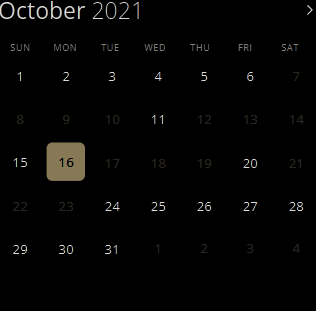 October 2021 >
SUN MON TUE WED THU FRI SAT
1 2 3 4 5 6 7
8 9 10 11 12 13 14
15 16 17 18 19 20 21
22 23 24 25 26 27 28
29 30 31 1 2 3 4